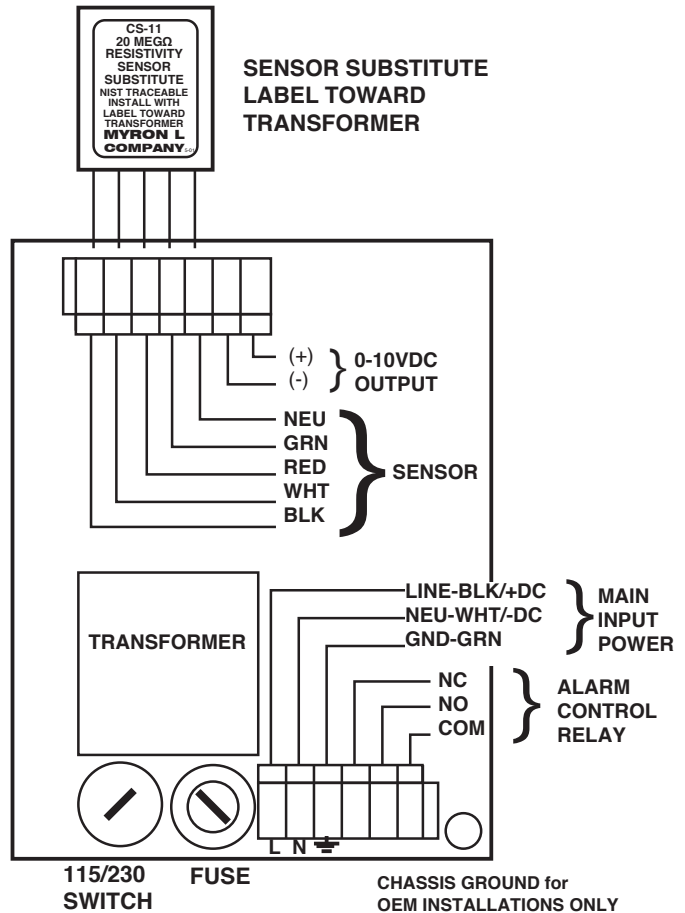 CS-11
20 MEGΩ
RESISTIVITY
SENSOR
SUBSTITUTE
NIST TRACEABLE
INSTALL WITH
LABEL TOWARD
TRANSFORMER
MYRON L
COMPANY
SENSOR SUBSTITUTE
LABEL TOWARD
TRANSFORMER
(+)
(-)
0-10VDC
OUTPUT
NEU
GRN
RED
WHT
BLK
SENSOR
TRANSFORMER
LINE-BLK/+DC
NEU-WHT/-DC
GND-GRN
MAIN
INPUT
POWER
NC
NO
COM
ALARM
CONTROL
RELAY
L N
115/230
SWITCH
FUSE
CHASSIS GROUND for
OEM INSTALLATIONS ONLY